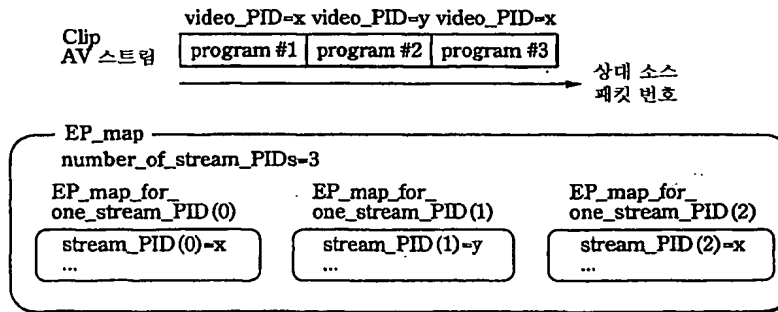 video_PID=x video_PID=y video_PID=x
Clip
AV 스트림
program #1 program #2 program #3
상대 소스
패킷 번호
EP_map
number_of_stream_PIDs=3
EP_map_for_ EP_map_for_ EP_map_for_
one_stream_PID(0) one_stream_PID(1) one_stream_PID(2)
stream_PID(0)=x stream_PID(1)=y stream_PID(2)=x
... ... ...